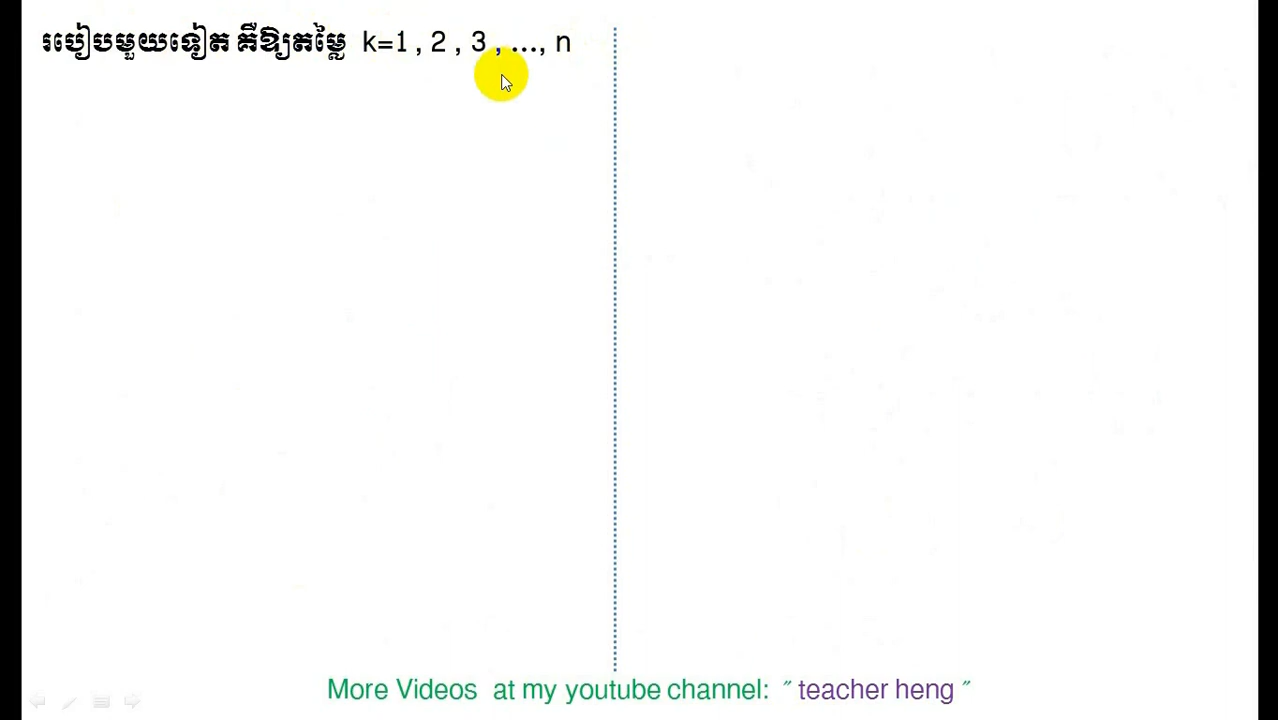 របៀបមួយទៀត គឺឱ្យតម្លៃ k=1 , 2 , 3 , ..., n
More Videos at my youtube channel: " teacher heng "